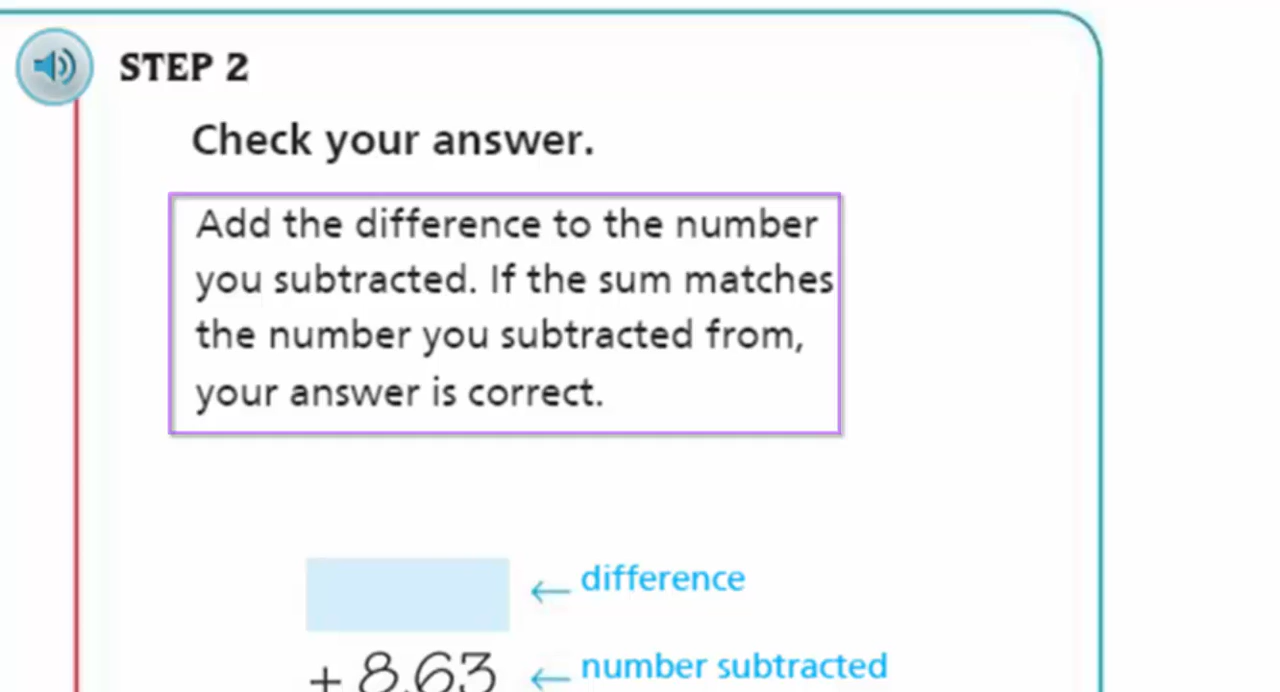 STEP 2
Check your answer.
Add the difference to the number
you subtracted. If the sum matches
the number you subtracted from,
your answer is correct.
← difference
+ 8.63 ← number subtracted